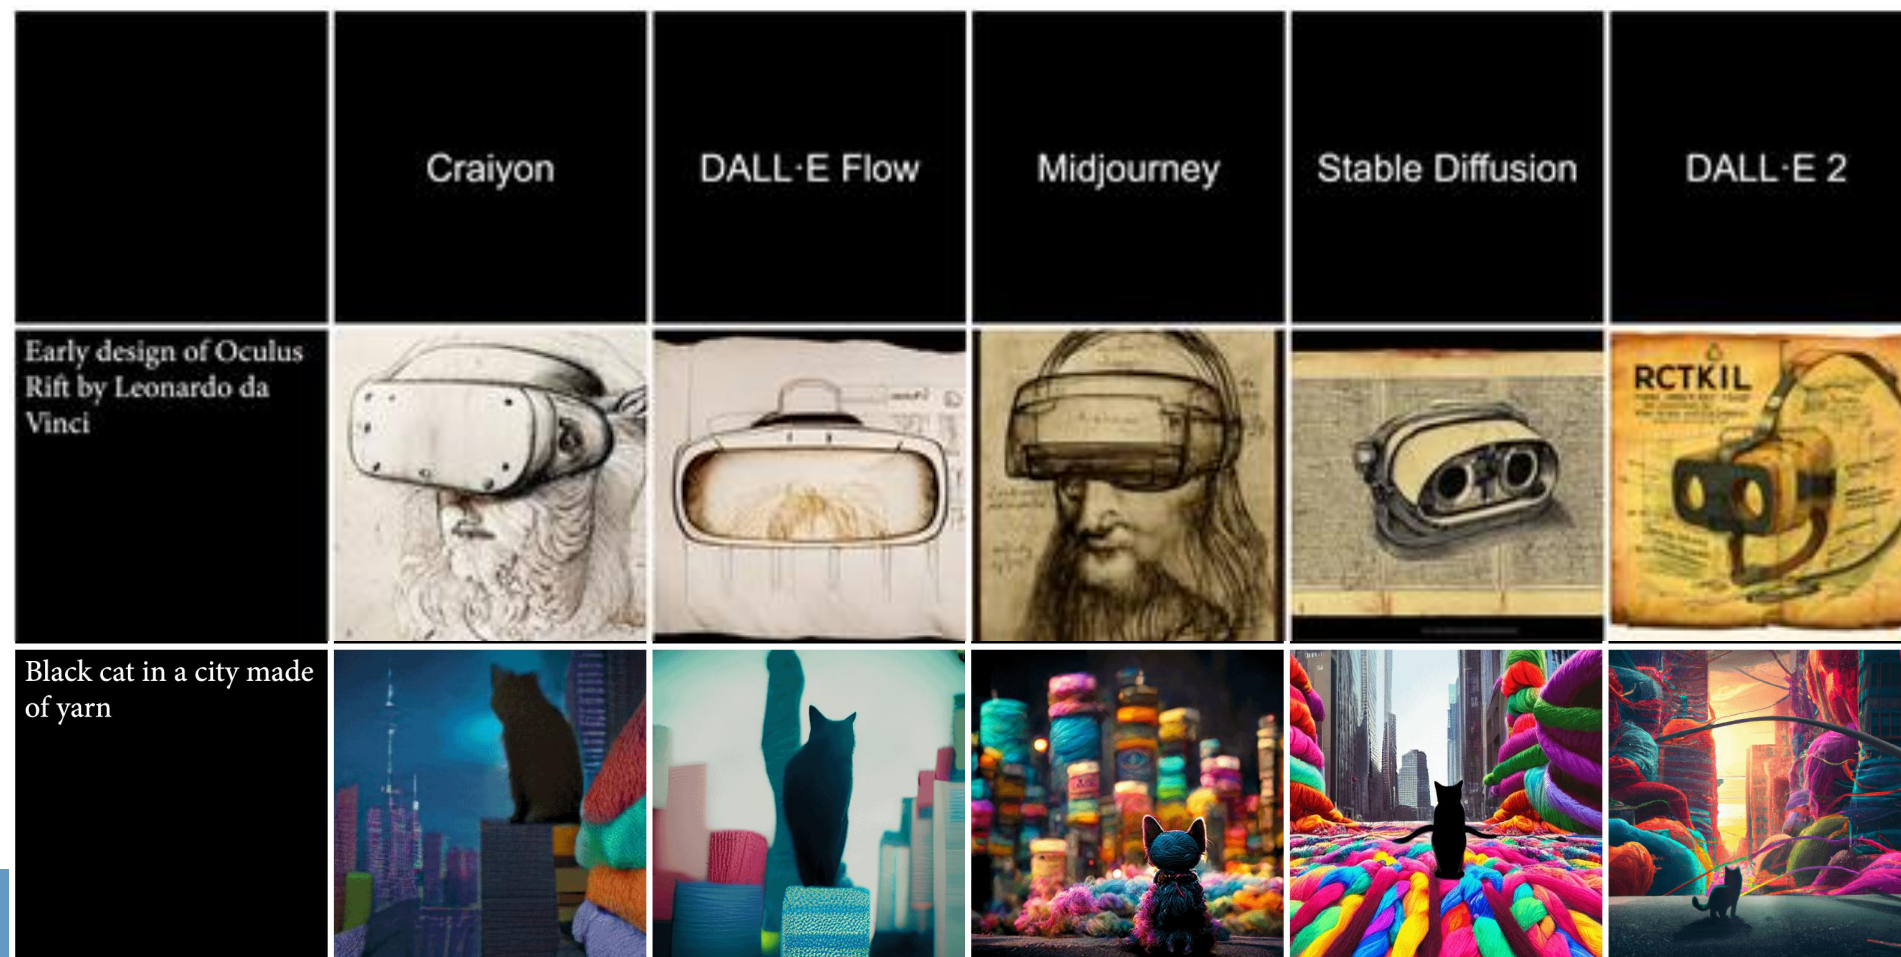 Craiyon
DALL·E Flow
Midjourney
Stable Diffusion
DALL·E 2
Early design of Oculus
Rift by Leonardo da
Vinci
RCTKIL
Black cat in a city made
of yarn